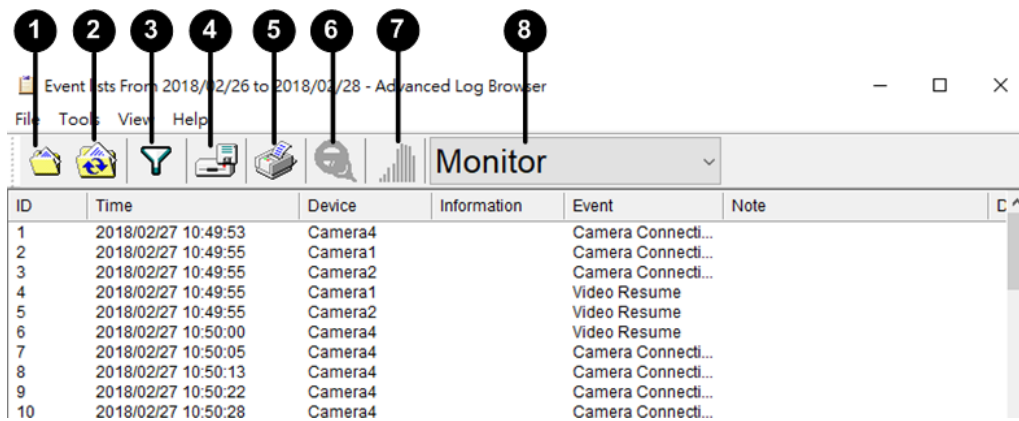 1 2 3 4 5 6 7 8
Event lists From 2018/02/26 to 2018/02/28 - Advanced Log Browser
File Tools View Help
Monitor
ID Time Device Information Event Note
1 2018/02/27 10:49:53 Camera4 Camera Connecti...
2 2018/02/27 10:49:55 Camera1 Camera Connecti...
3 2018/02/27 10:49:55 Camera2 Camera Connecti...
4 2018/02/27 10:49:55 Camera1 Video Resume
5 2018/02/27 10:49:55 Camera2 Video Resume
6 2018/02/27 10:50:00 Camera4 Video Resume
7 2018/02/27 10:50:05 Camera4 Camera Connecti...
8 2018/02/27 10:50:13 Camera4 Camera Connecti...
9 2018/02/27 10:50:22 Camera4 Camera Connecti...
10 2018/02/27 10:50:28 Camera4 Camera Connecti...